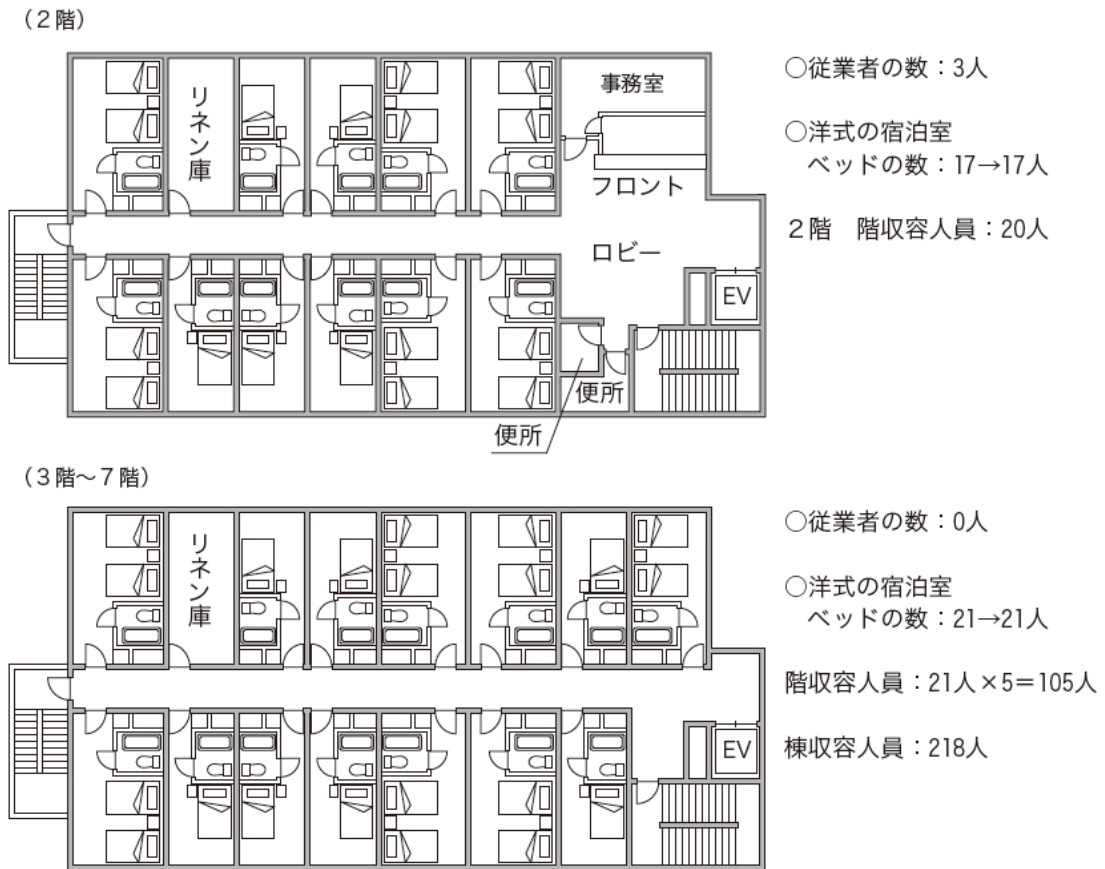 （２階）
リネン庫
事務室
フロント
ロビー
EV
便所
便所
○従業者の数：3人
○洋式の宿泊室
ベッドの数：17→17人
２階　階収容人員：20人
（３階～７階）
リネン庫
EV
○従業者の数：0人
○洋式の宿泊室
ベッドの数：21→21人
階収容人員：21人×5＝105人
棟収容人員：218人